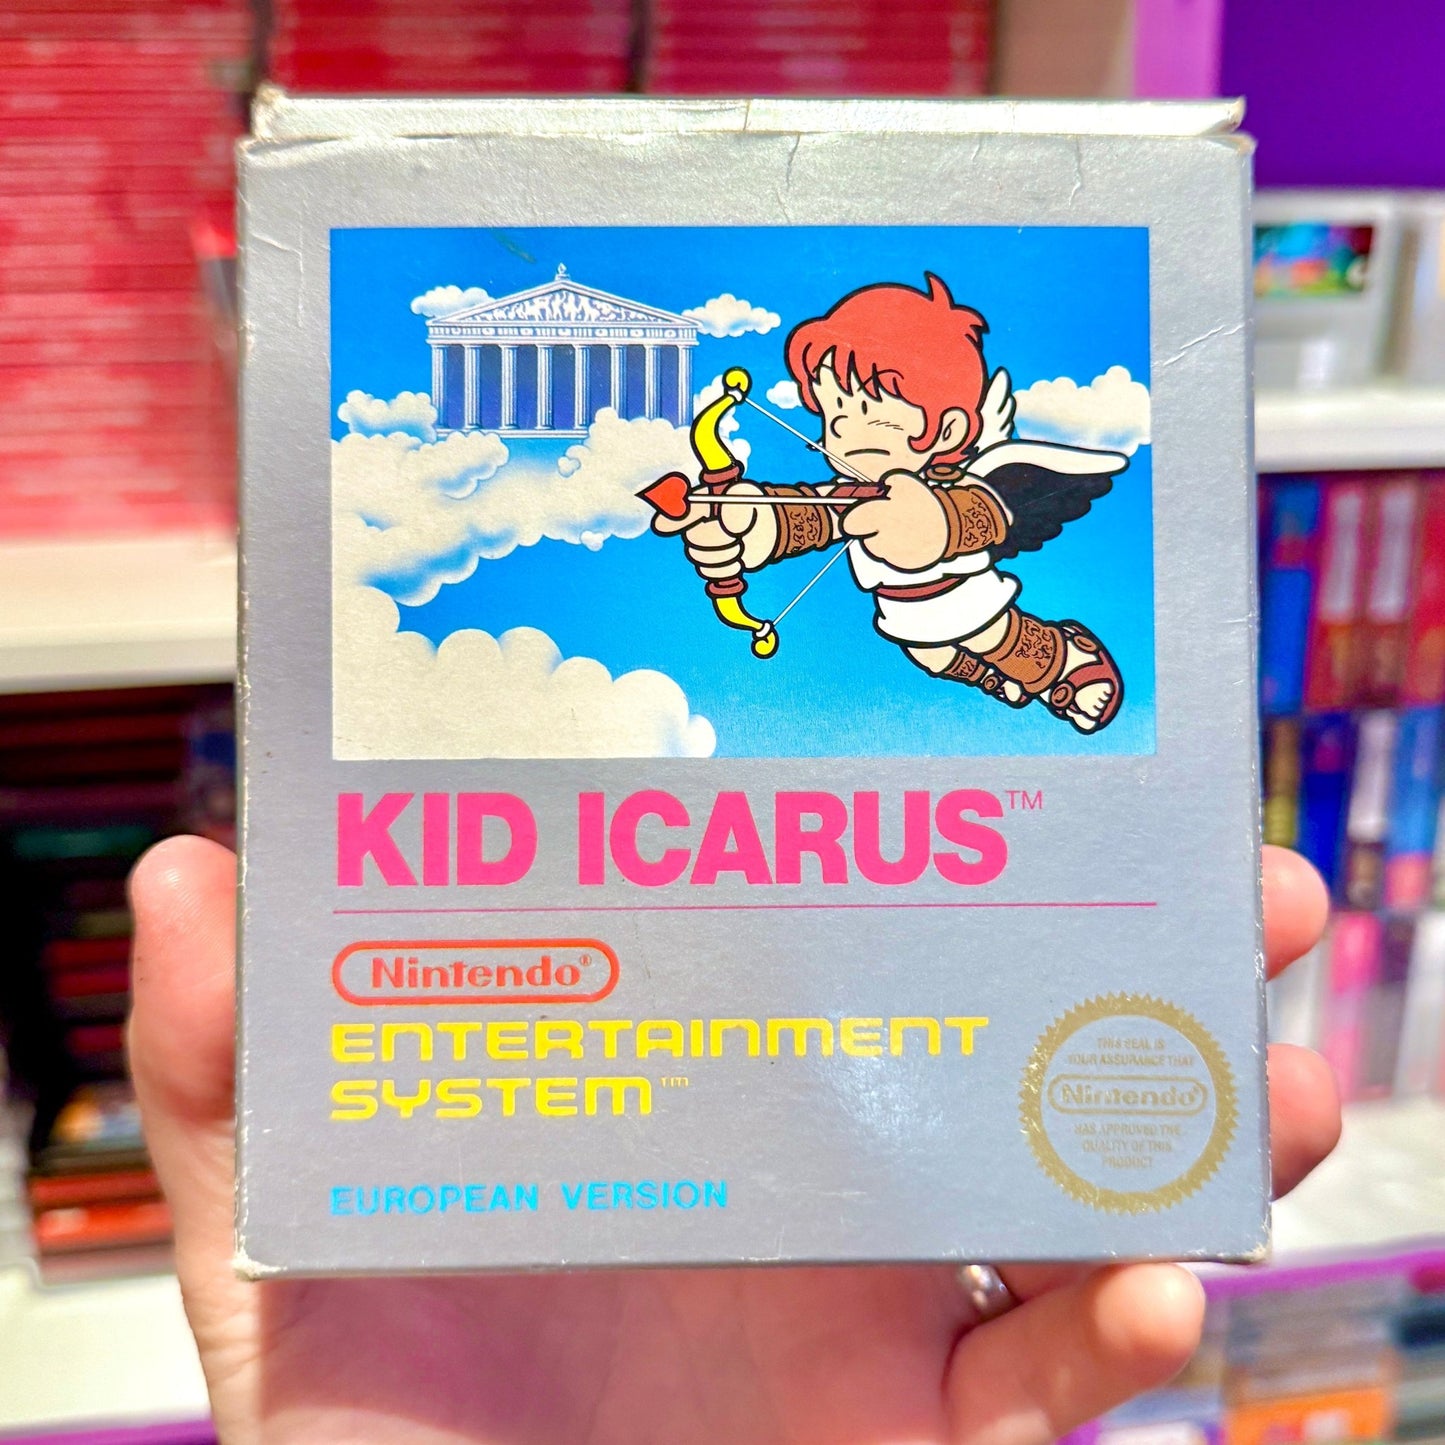 KID ICARUS™
Nintendo®
ENTERTAINMENT
SYSTEM™
EUROPEAN VERSION
THIS SEAL IS
YOUR ASSURANCE THAT
Nintendo®
HAS APPROVED THE
QUALITY OF THIS
PRODUCT